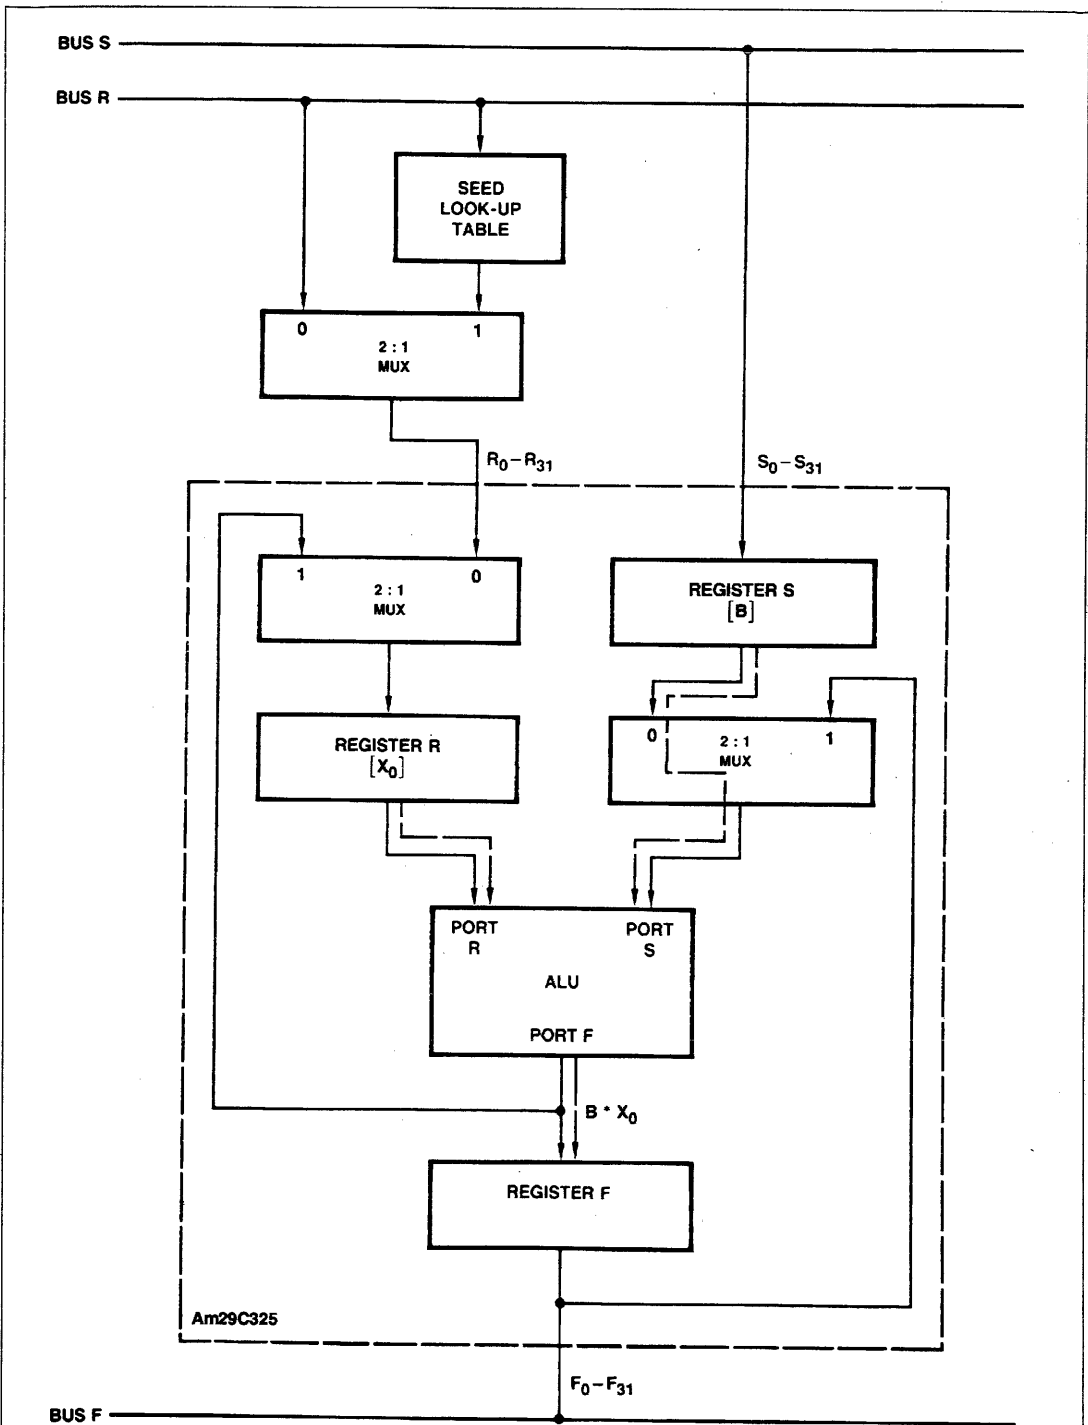 BUS S
BUS R
SEED
LOOK-UP
TABLE
0 1
2 : 1
MUX
R₀–R₃₁
S₀–S₃₁
1 0
2 : 1
MUX
REGISTER S
[B]
REGISTER R
[X₀]
0 1
2 : 1
MUX
PORT
R
PORT
S
ALU
PORT F
B * X₀
REGISTER F
Am29C325
F₀–F₃₁
BUS F